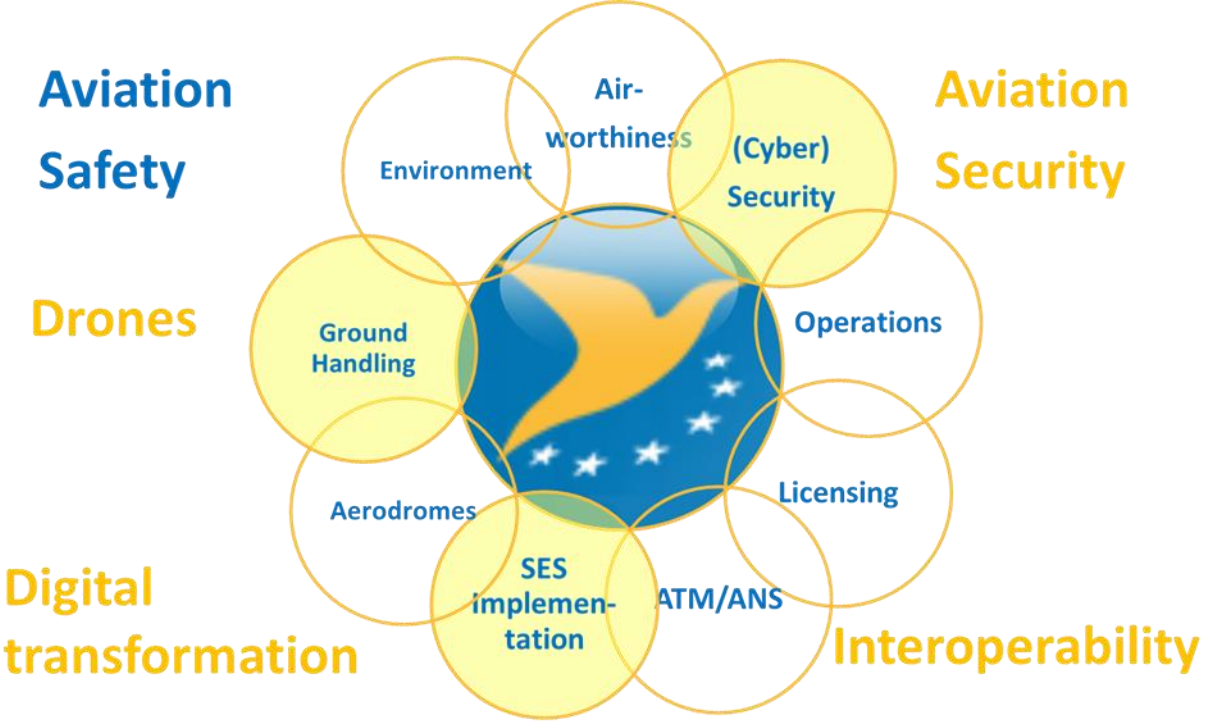 Aviation
Safety
Air-
worthiness
Aviation
Security
Environment
(Cyber)
Security
Drones
Ground
Handling
Operations
Aerodromes
Licensing
Digital
transformation
SES
implemen-
tation
ATM/ANS
Interoperability